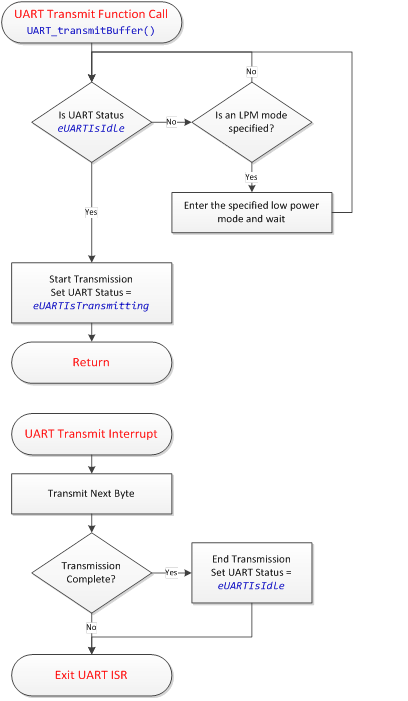 UART Transmit Function Call
UART_transmitBuffer()
No
Is UART Status
eUARTIsIdle
No
Is an LPM mode
specified?
Yes
Enter the specified low power
mode and wait
Yes
Start Transmission
Set UART Status =
eUARTIsTransmitting
Return
UART Transmit Interrupt
Transmit Next Byte
Transmission
Complete?
Yes
End Transmission
Set UART Status =
eUARTIsIdle
No
Exit UART ISR